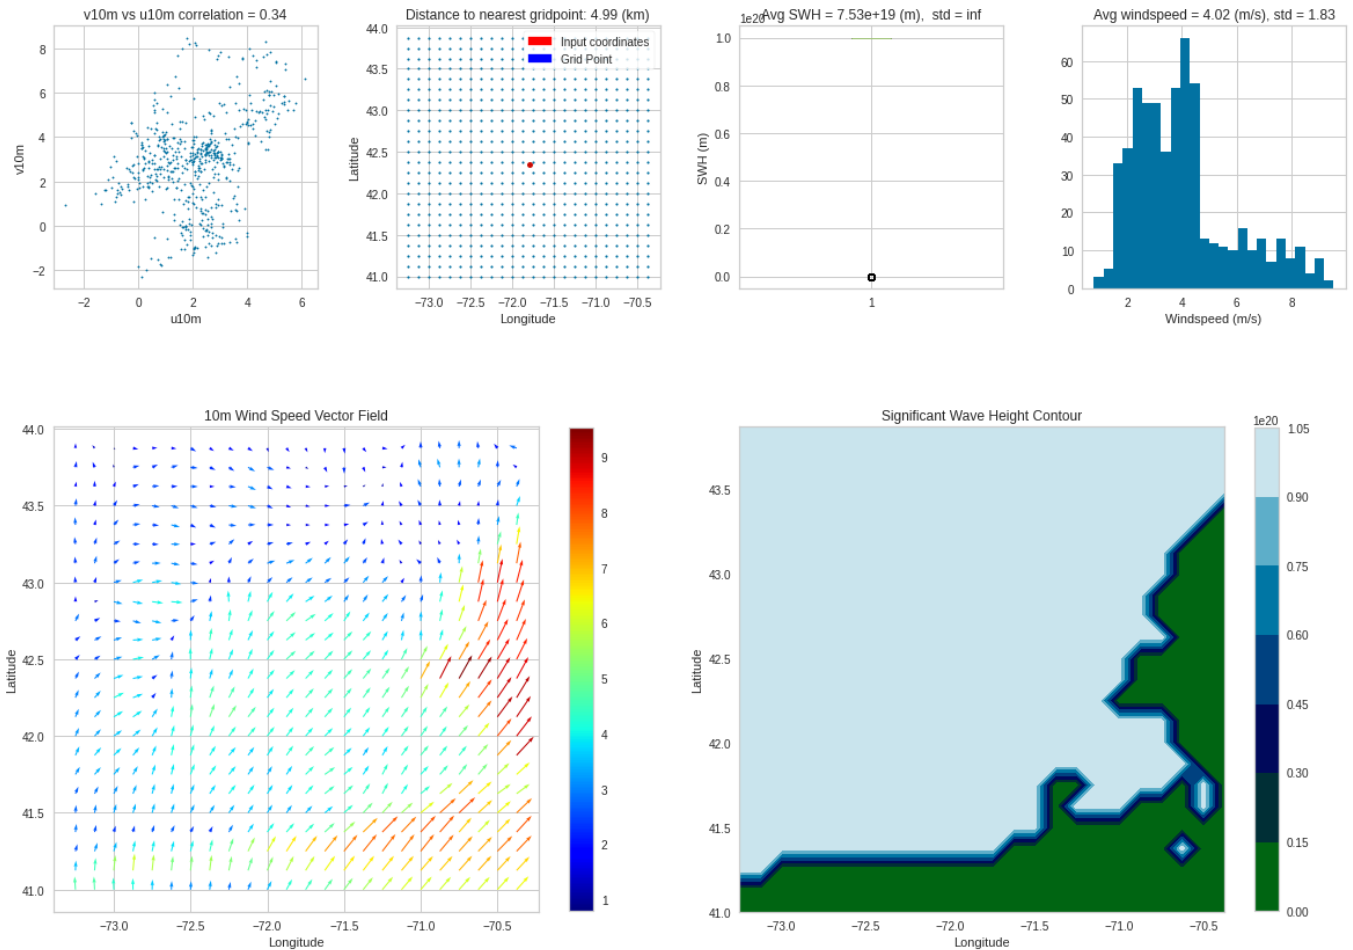 v10m vs u10m correlation = 0.34
8
6
4
2
0
−2
v10m
−2 0 2 4 6
u10m
Distance to nearest gridpoint: 4.99 (km)
Input coordinates
Grid Point
44.0
43.5
43.0
42.5
42.0
41.5
41.0
Latitude
−73.0 −72.5 −72.0 −71.5 −71.0 −70.5
Longitude
1e20
Avg SWH = 7.53e+19 (m), std = inf
1.0
0.8
0.6
0.4
0.2
0.0
SWH (m)
1
Avg windspeed = 4.02 (m/s), std = 1.83
60
50
40
30
20
10
0
2 4 6 8
Windspeed (m/s)
10m Wind Speed Vector Field
44.0
43.5
43.0
42.5
42.0
41.5
41.0
Latitude
−73.0 −72.5 −72.0 −71.5 −71.0 −70.5
Longitude
9
8
7
6
5
4
3
2
1
Significant Wave Height Contour
43.5
43.0
42.5
42.0
41.5
41.0
Latitude
−73.0 −72.5 −72.0 −71.5 −71.0 −70.5
Longitude
1e20
1.05
0.90
0.75
0.60
0.45
0.30
0.15
0.00